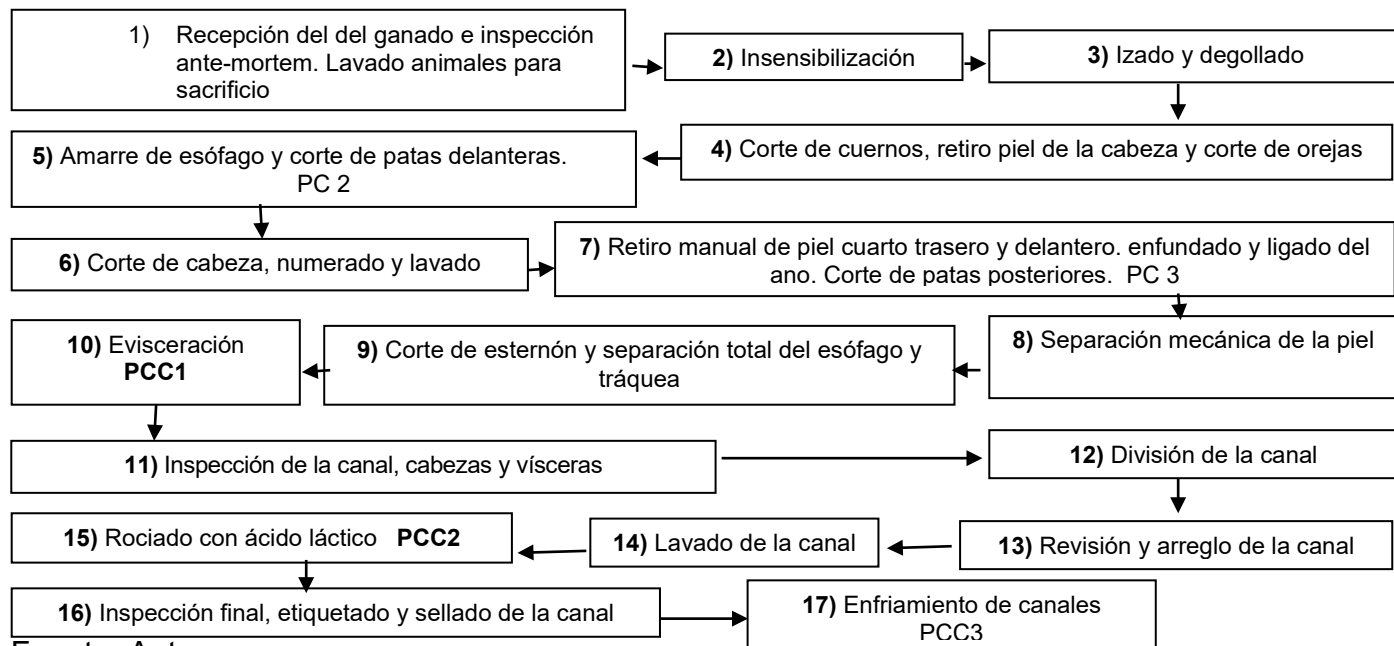 1) Recepción del del ganado e inspección
ante-mortem. Lavado animales para
sacrificio
2) Insensibilización
3) Izado y degollado
4) Corte de cuernos, retiro piel de la cabeza y corte de orejas
5) Amarre de esófago y corte de patas delanteras.
PC 2
6) Corte de cabeza, numerado y lavado
7) Retiro manual de piel cuarto trasero y delantero. enfundado y ligado del
ano. Corte de patas posteriores. PC 3
8) Separación mecánica de la piel
9) Corte de esternón y separación total del esófago y
tráquea
10) Evisceración
PCC1
11) Inspección de la canal, cabezas y vísceras
12) División de la canal
13) Revisión y arreglo de la canal
14) Lavado de la canal
15) Rociado con ácido láctico PCC2
16) Inspección final, etiquetado y sellado de la canal
17) Enfriamiento de canales
PCC3